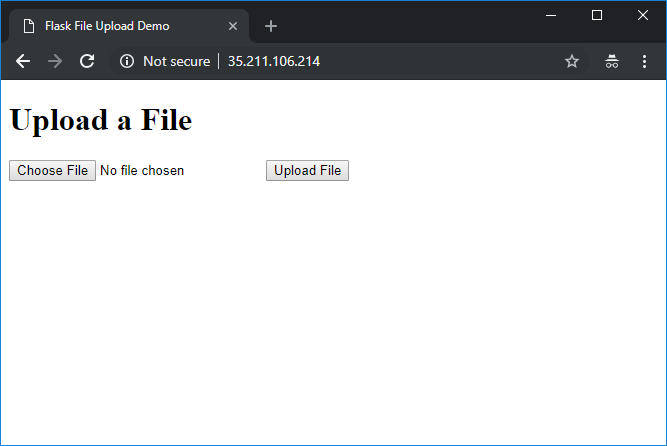 Flask File Upload Demo
Not secure 35.211.106.214
Upload a File
Choose File No file chosen Upload File